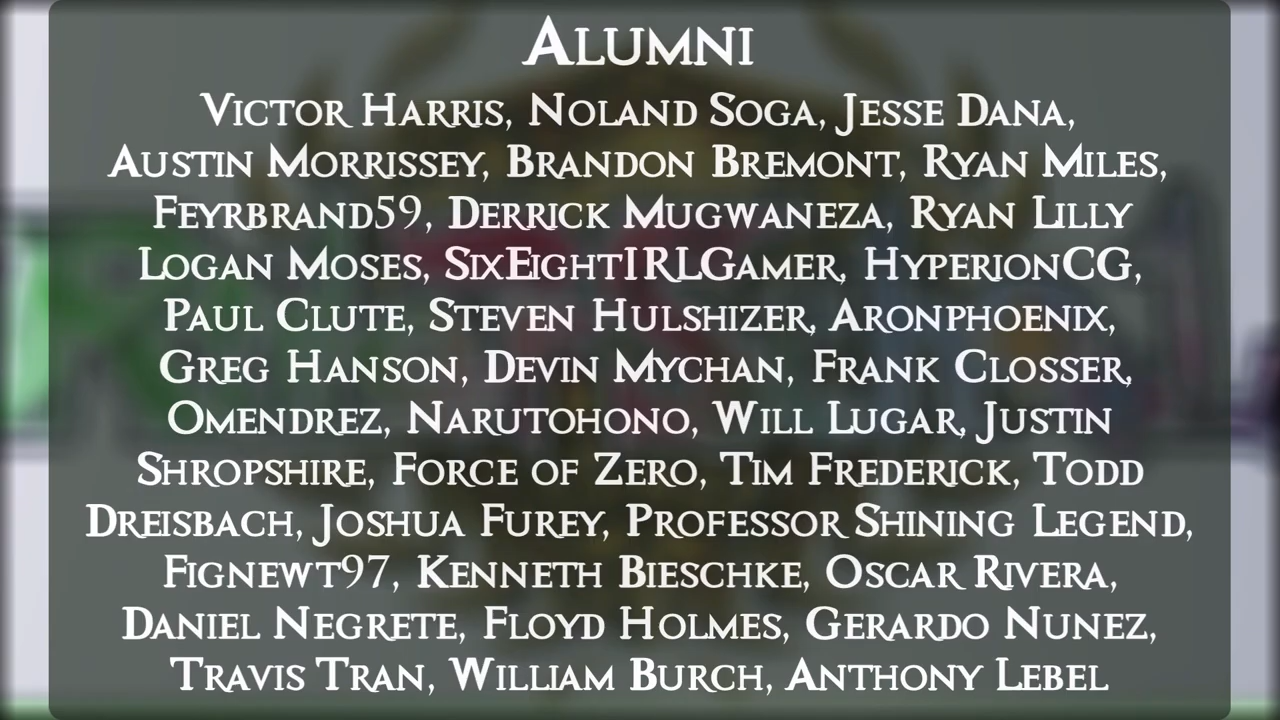 Alumni
Victor Harris, Noland Soga, Jesse Dana,
Austin Morrissey, Brandon Bremont, Ryan Miles,
Feyrbrand59, Derrick Mugwaneza, Ryan Lilly
Logan Moses, SixEightIRLGamer, HyperionCG,
Paul Clute, Steven Hulshizer, Aronphoenix,
Greg Hanson, Devin Mychan, Frank Closser,
Omendrez, Narutohono, Will Lugar, Justin
Shropshire, Force of Zero, Tim Frederick, Todd
Dreisbach, Joshua Furey, Professor Shining Legend,
Fignewt97, Kenneth Bieschke, Oscar Rivera,
Daniel Negrete, Floyd Holmes, Gerardo Nunez,
Travis Tran, William Burch, Anthony Lebel